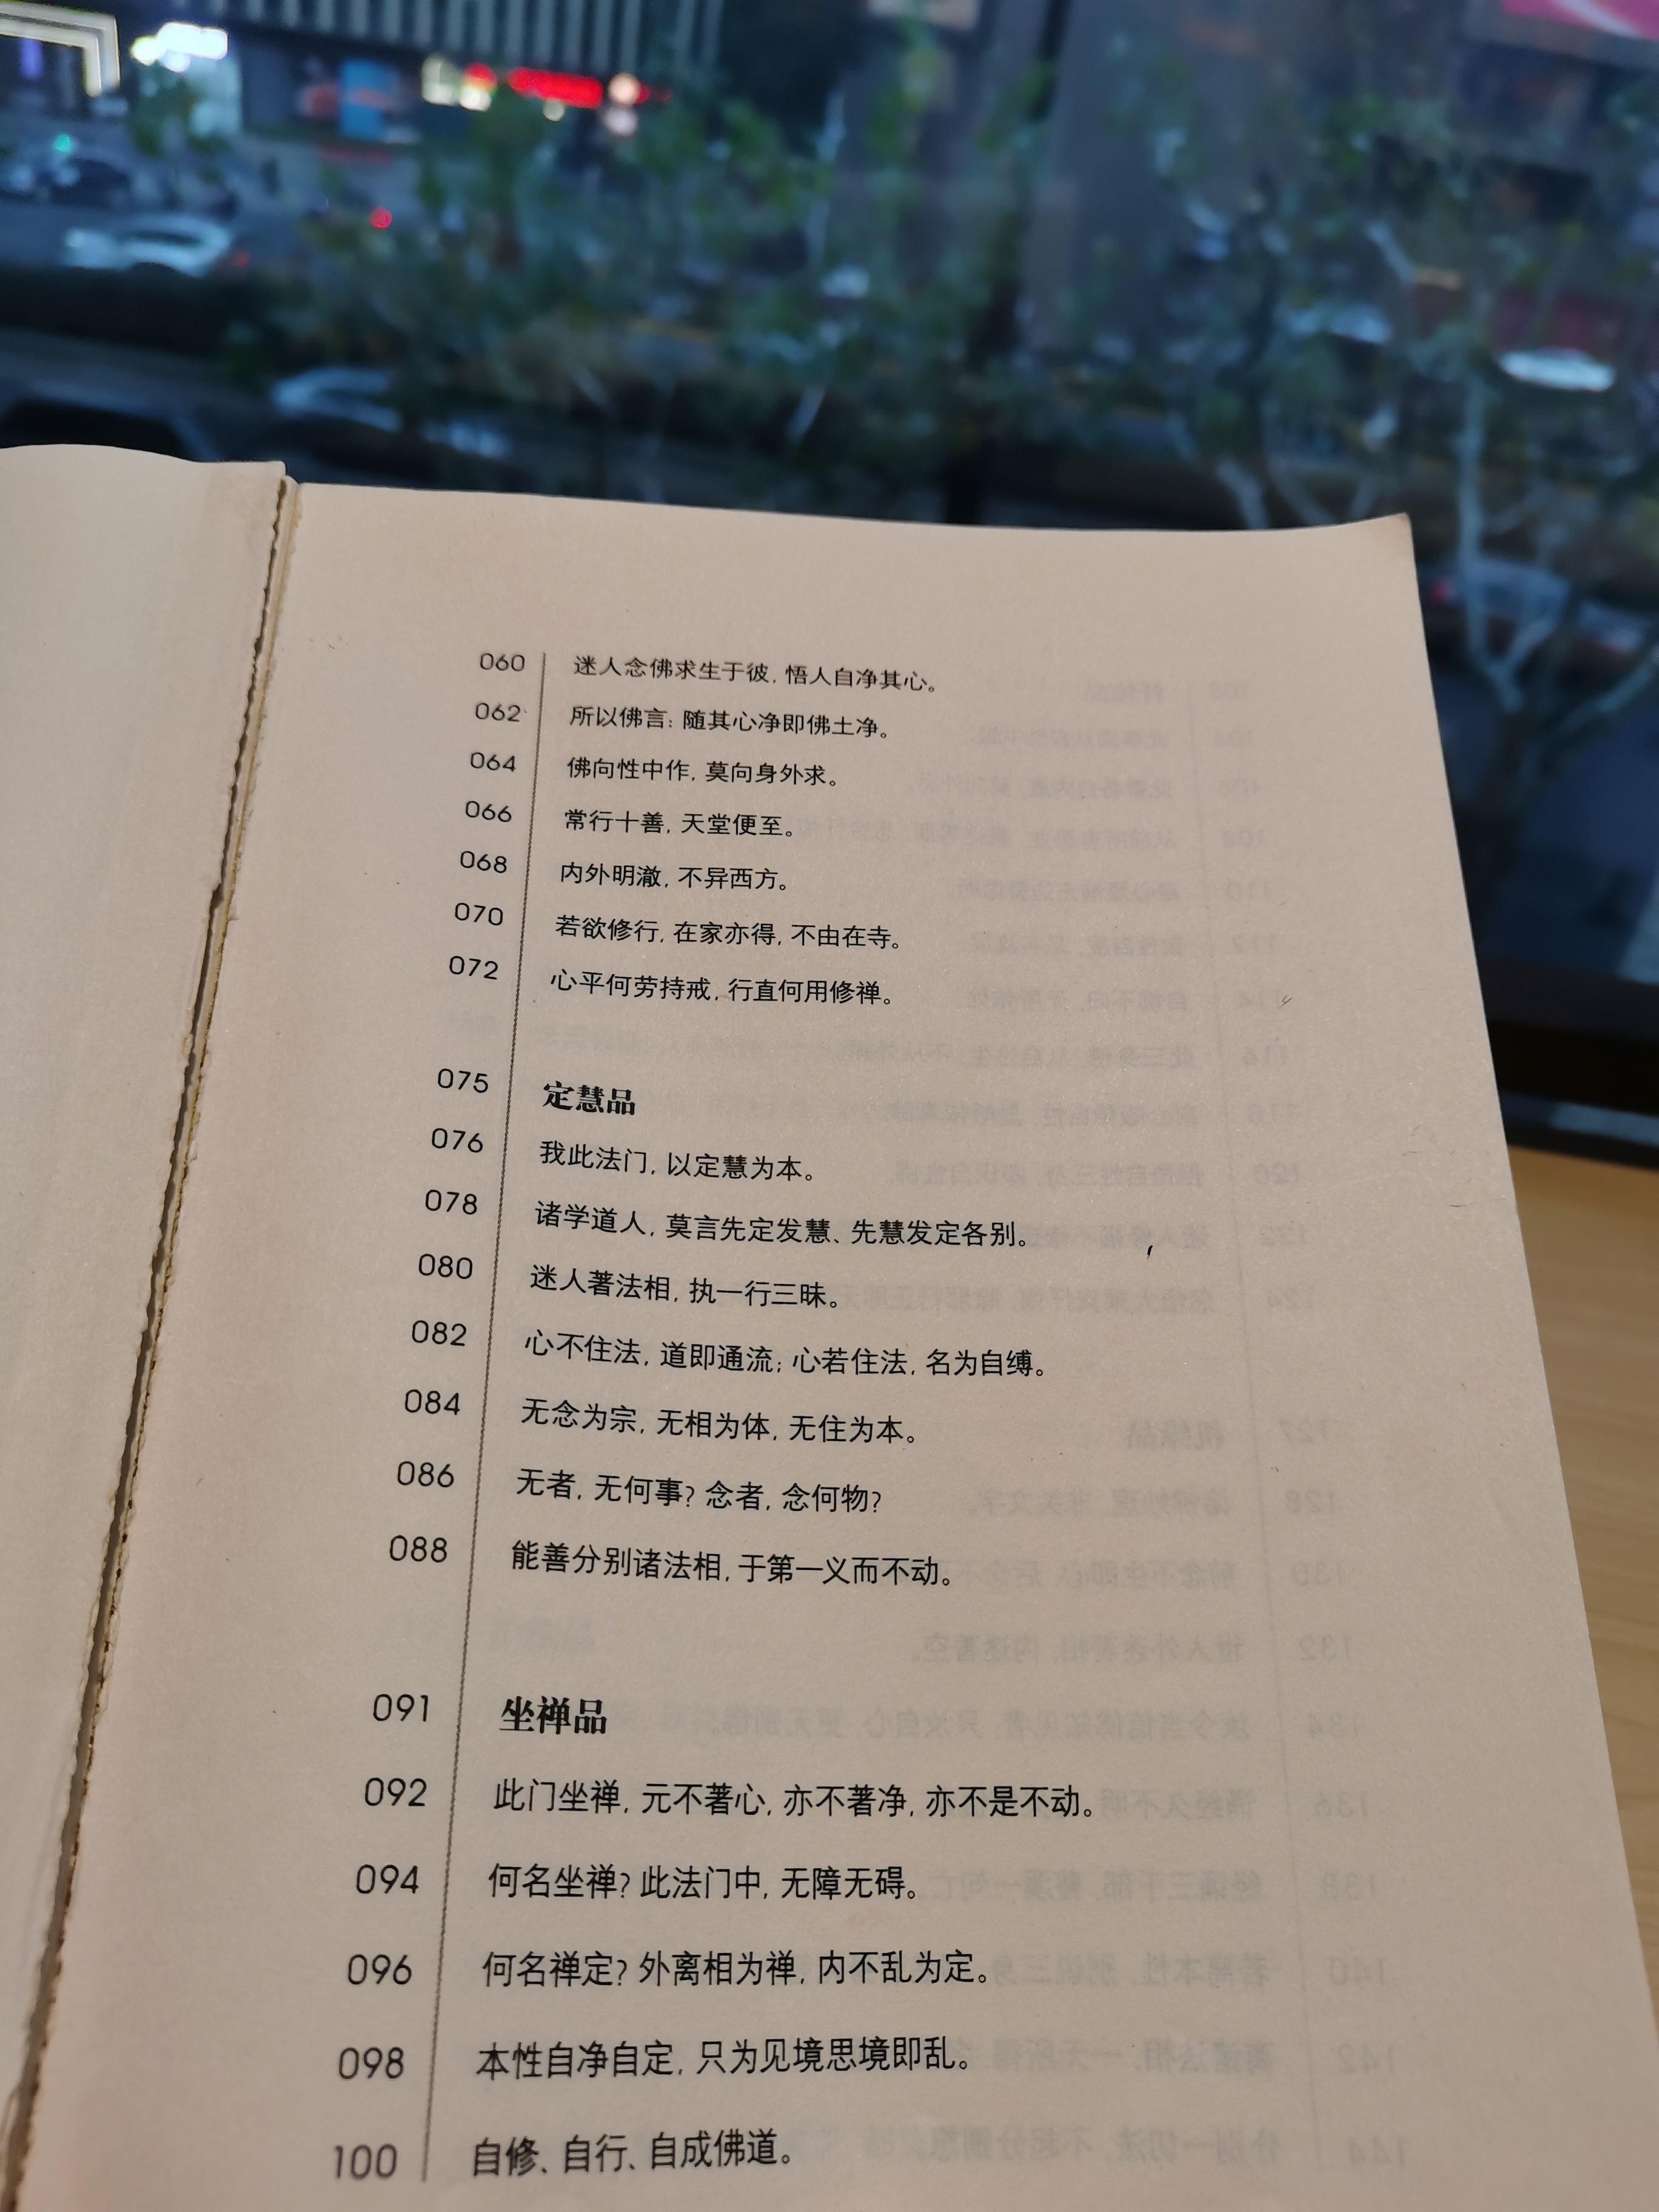 060 迷人念佛求生于彼，悟人自净其心。
062 所以佛言：随其心净即佛土净。
064 佛向性中作，莫向身外求。
066 常行十善，天堂便至。
068 内外明澈，不异西方。
070 若欲修行，在家亦得，不由在寺。
072 心平何劳持戒，行直何用修禅。
075 定慧品
076 我此法门，以定慧为本。
078 诸学道人，莫言先定发慧、先慧发定各别。
080 迷人著法相，执一行三昧。
082 心不住法，道即通流；心若住法，名为自缚。
084 无念为宗，无相为体，无住为本。
086 无者，无何事？念者，念何物？
088 能善分别诸法相，于第一义而不动。
091 坐禅品
092 此门坐禅，元不著心，亦不著净，亦不是不动。
094 何名坐禅？此法门中，无障无碍。
096 何名禅定？外离相为禅，内不乱为定。
098 本性自净自定，只为见境思境即乱。
100 自修、自行、自成佛道。